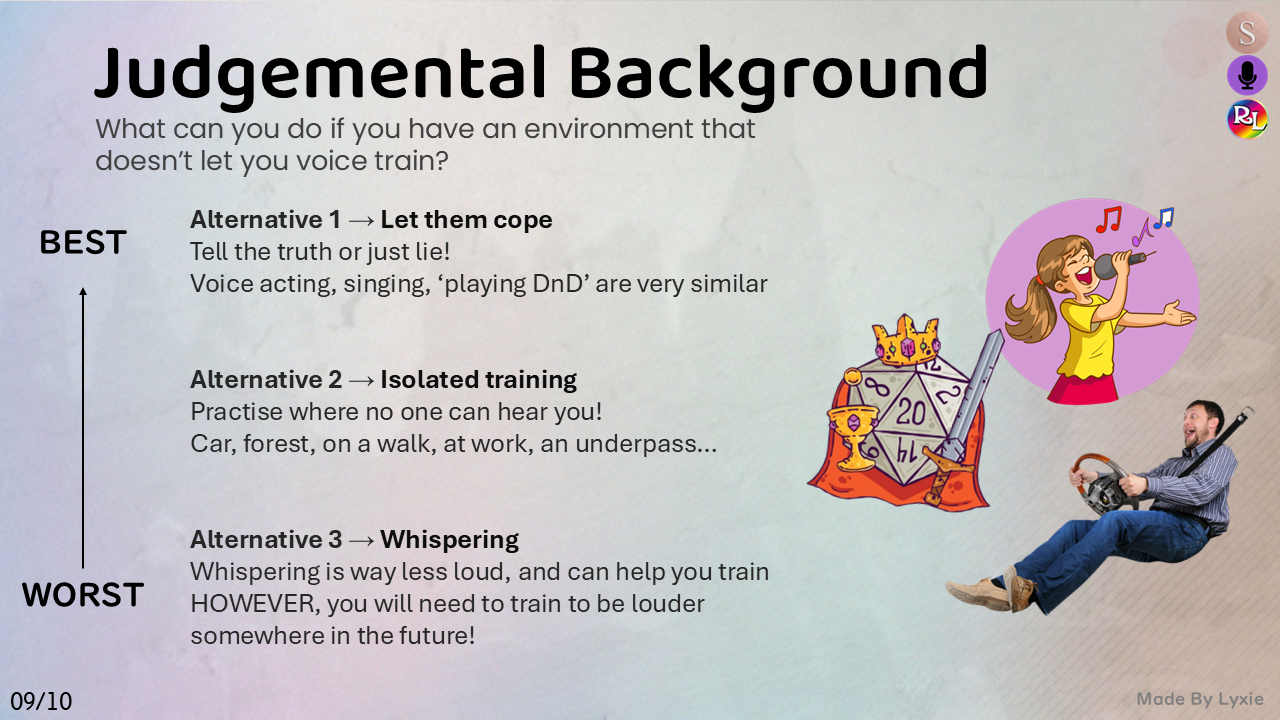 Judgemental Background
What can you do if you have an environment that
doesn’t let you voice train?
S
RL
BEST
WORST
Alternative 1 → Let them cope
Tell the truth or just lie!
Voice acting, singing, ‘playing DnD’ are very similar
Alternative 2 → Isolated training
Practise where no one can hear you!
Car, forest, on a walk, at work, an underpass...
Alternative 3 → Whispering
Whispering is way less loud, and can help you train
HOWEVER, you will need to train to be louder
somewhere in the future!
12
8
2
20
14
09/10
Made By Lyxie